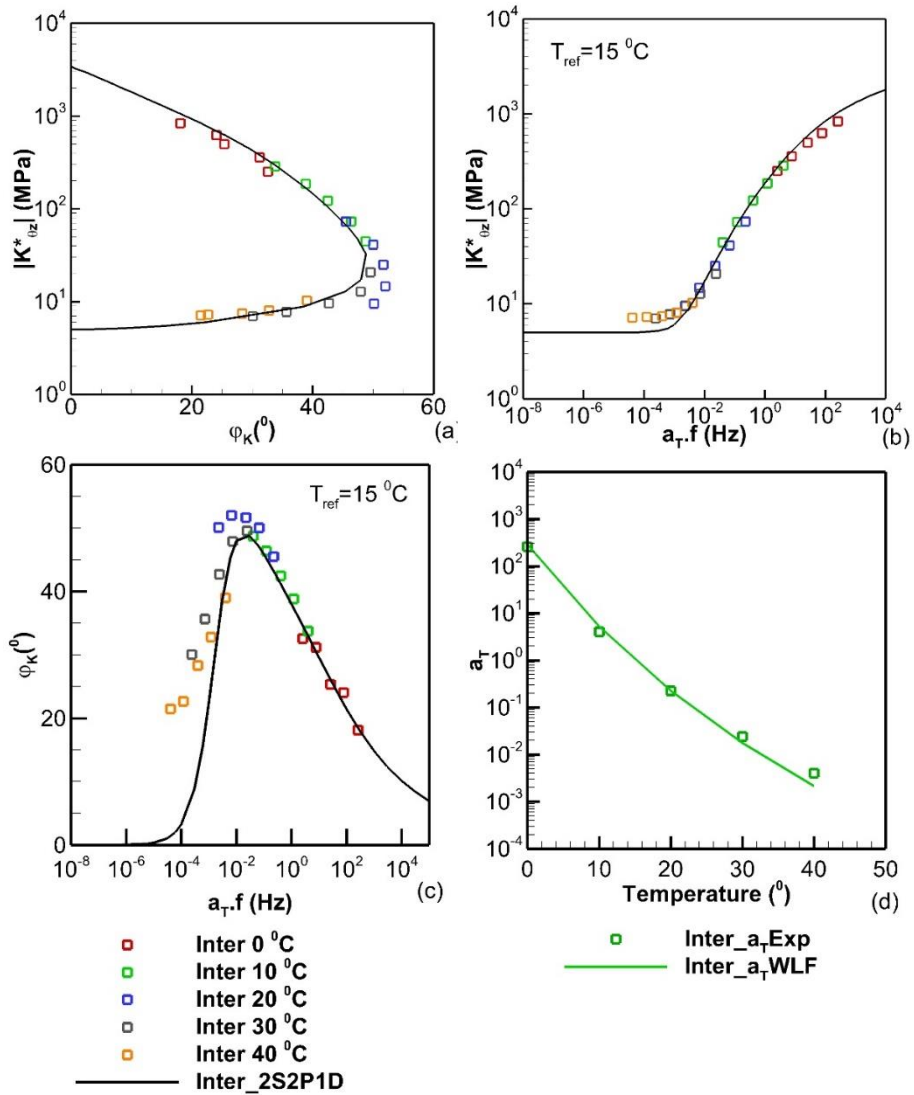 10⁴
10³
10²
10¹
10⁰
|K*θz| (MPa)
0 20 40 60
φK(⁰)
(a)
10⁴
10³
10²
10¹
10⁰
|K*θz| (MPa)
Tref=15 ⁰C
10⁻⁸ 10⁻⁶ 10⁻⁴ 10⁻² 10⁰ 10² 10⁴
aT.f (Hz)
(b)
60
40
20
0
φK(⁰)
Tref=15 ⁰C
10⁻⁸ 10⁻⁶ 10⁻⁴ 10⁻² 10⁰ 10² 10⁴
aT.f (Hz)
(c)
10⁴
10³
10²
10¹
10⁰
10⁻¹
10⁻²
10⁻³
10⁻⁴
aT
0 10 20 30 40 50
Temperature (⁰)
(d)
Inter 0 ⁰C
Inter 10 ⁰C
Inter 20 ⁰C
Inter 30 ⁰C
Inter 40 ⁰C
Inter_2S2P1D
Inter_aTExp
Inter_aTWLF